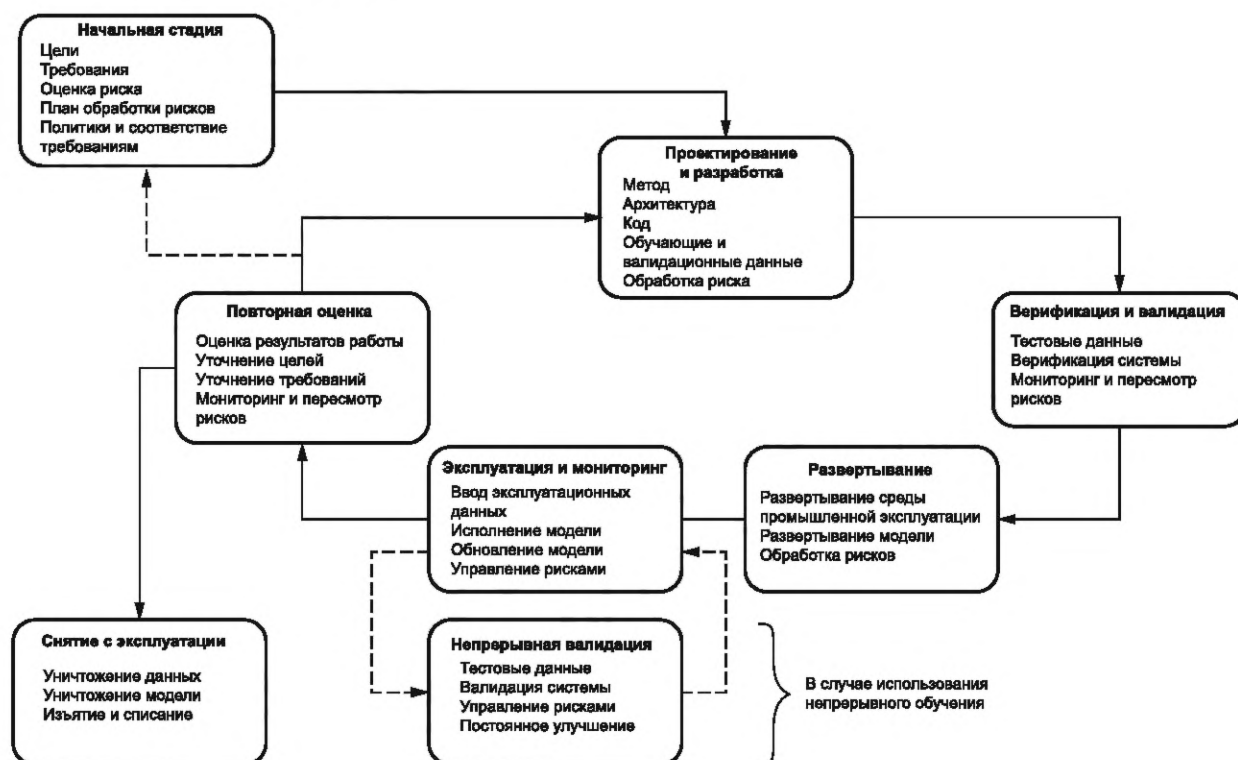 Начальная стадия
Цели
Требования
Оценка риска
План обработки рисков
Политики и соответствие
требованиям
Проектирование
и разработка
Метод
Архитектура
Код
Обучающие и
валидационные данные
Обработка риска
Повторная оценка
Оценка результатов работы
Уточнение целей
Уточнение требований
Мониторинг и пересмотр
рисков
Верификация и валидация
Тестовые данные
Верификация системы
Мониторинг и пересмотр
рисков
Эксплуатация и мониторинг
Ввод эксплуатационных
данных
Исполнение модели
Обновление модели
Управление рисками
Развертывание
Развертывание среды
промышленной эксплуатации
Развертывание модели
Обработка рисков
Снятие с эксплуатации
Уничтожение данных
Уничтожение модели
Изъятие и списание
Непрерывная валидация
Тестовые данные
Валидация системы
Управление рисками
Постоянное улучшение
В случае использования
непрерывного обучения